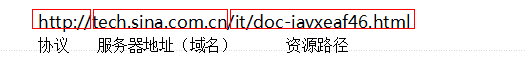 http://tech.sina.com.cn/it/doc-iavxeaf46.html
协议 服务器地址（域名） 资源路径